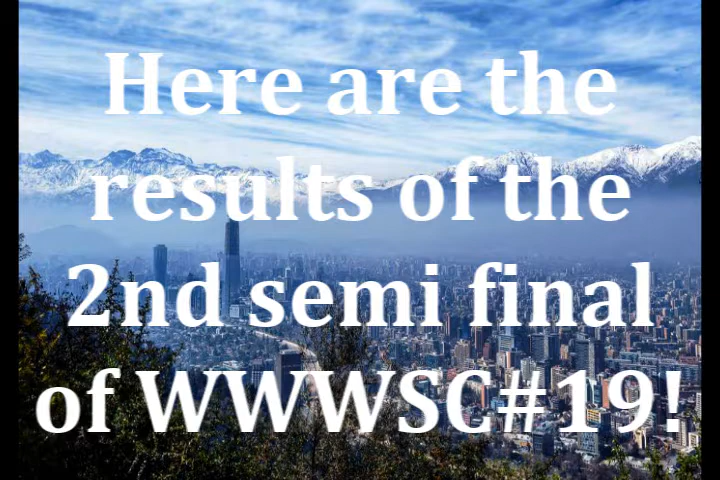 Here are the
results of the
2nd semi final
of WWWSC#19!